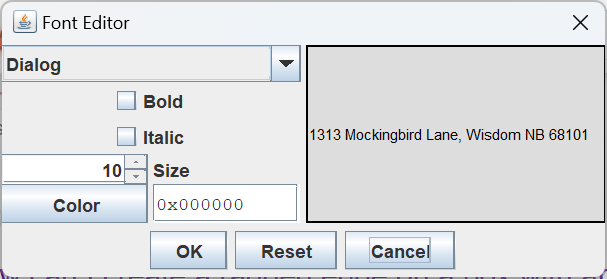 Font Editor
Dialog
Bold
Italic
10 Size
Color 0x000000
1313 Mockingbird Lane, Wisdom NB 68101
OK Reset Cancel